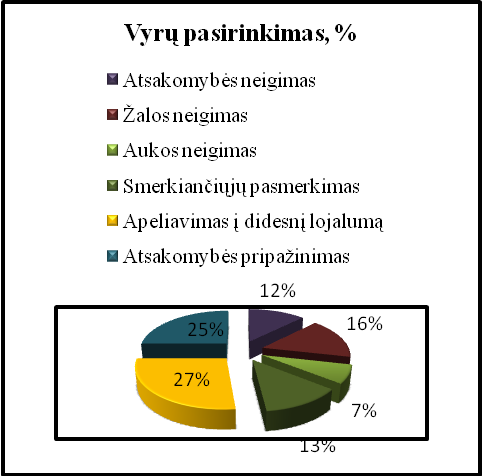 Vyrų pasirinkimas, %
Atsakomybės neigimas
Žalos neigimas
Aukos neigimas
Smerkiančiųjų pasmerkimas
Apeliavimas į didesnį lojalumą
Atsakomybės pripažinimas
12%
16%
7%
13%
27%
25%